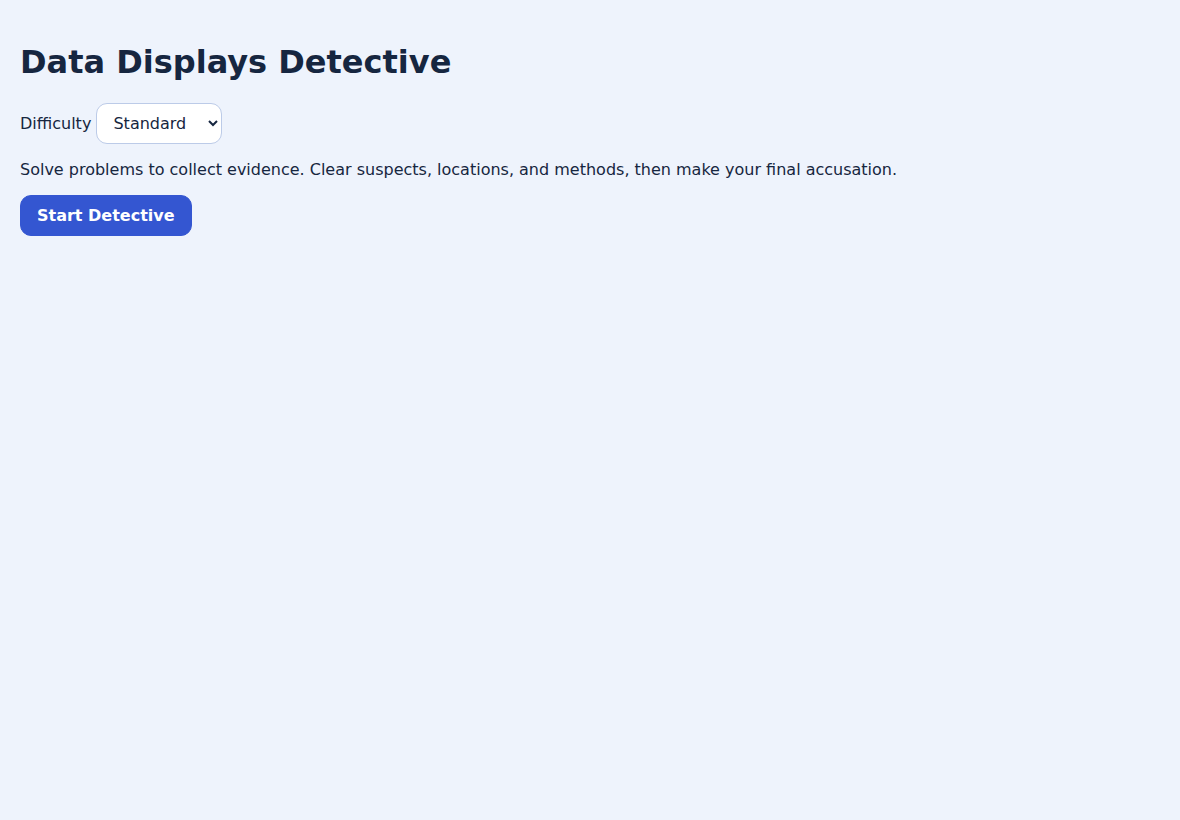 Data Displays Detective
Difficulty Standard
Solve problems to collect evidence. Clear suspects, locations, and methods, then make your final accusation.
Start Detective